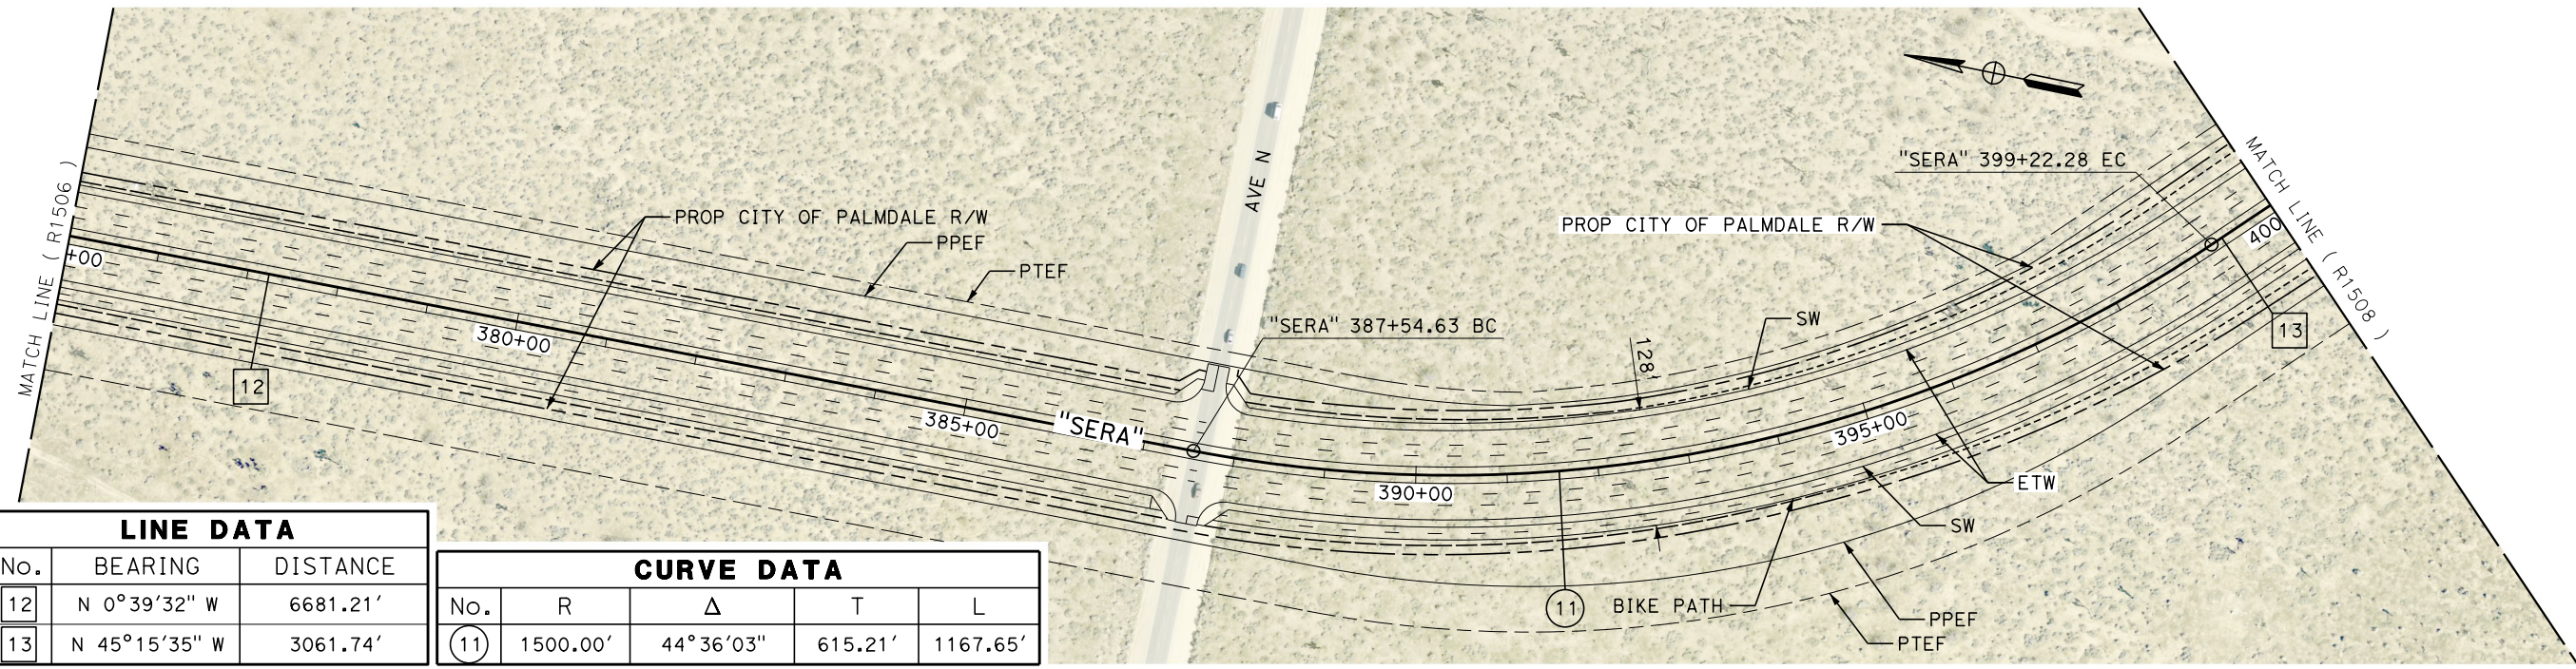 MATCH LINE ( R1506 )
+00
12
380+00
PROP CITY OF PALMDALE R/W
PPEF
PTEF
385+00
"SERA"
AVE N
"SERA" 387+54.63 BC
390+00
11
128'
SW
PROP CITY OF PALMDALE R/W
"SERA" 399+22.28 EC
400
MATCH LINE ( R1508 )
13
395+00
ETW
SW
BIKE PATH
PPEF
PTEF
LINE DATA
No. BEARING DISTANCE
12 N 0°39'32" W 6681.21'
13 N 45°15'35" W 3061.74'
CURVE DATA
No. R Δ T L
11 1500.00' 44°36'03" 615.21' 1167.65'